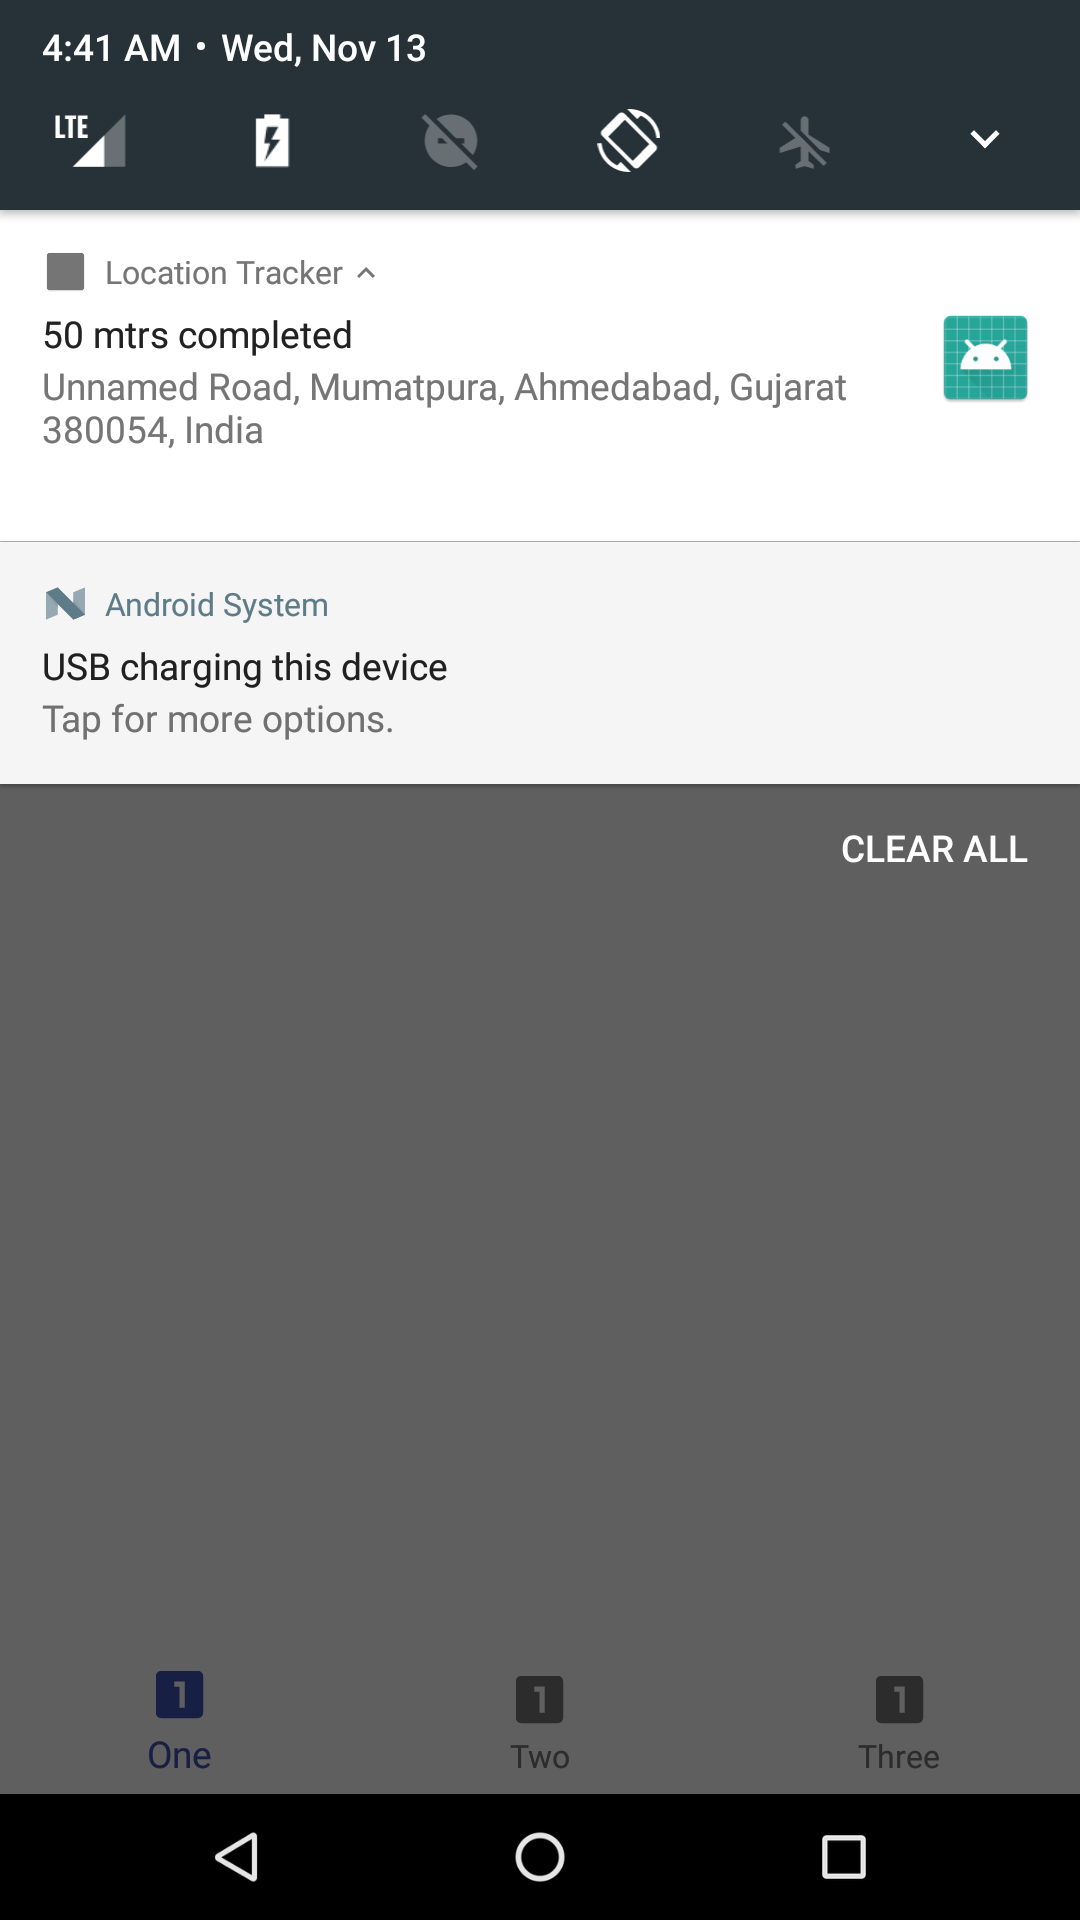 4:41 AM • Wed, Nov 13
LTE
Location Tracker
50 mtrs completed
Unnamed Road, Mumatpura, Ahmedabad, Gujarat
380054, India
Android System
USB charging this device
Tap for more options.
CLEAR ALL
1 1 1
One Two Three